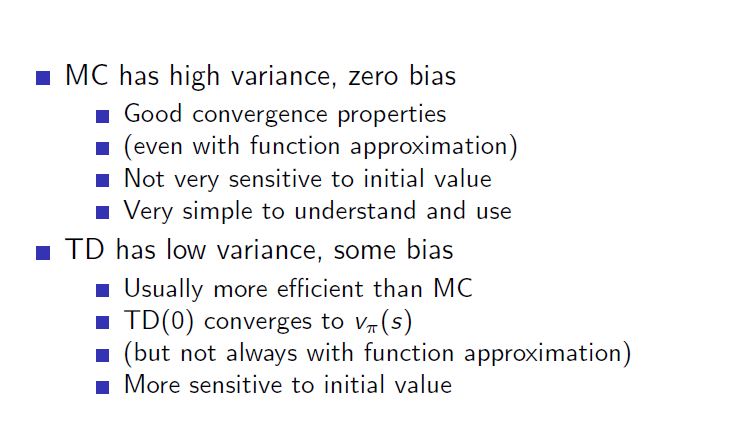 MC has high variance, zero bias
Good convergence properties
(even with function approximation)
Not very sensitive to initial value
Very simple to understand and use
TD has low variance, some bias
Usually more efficient than MC
TD(0) converges to vπ(s)
(but not always with function approximation)
More sensitive to initial value